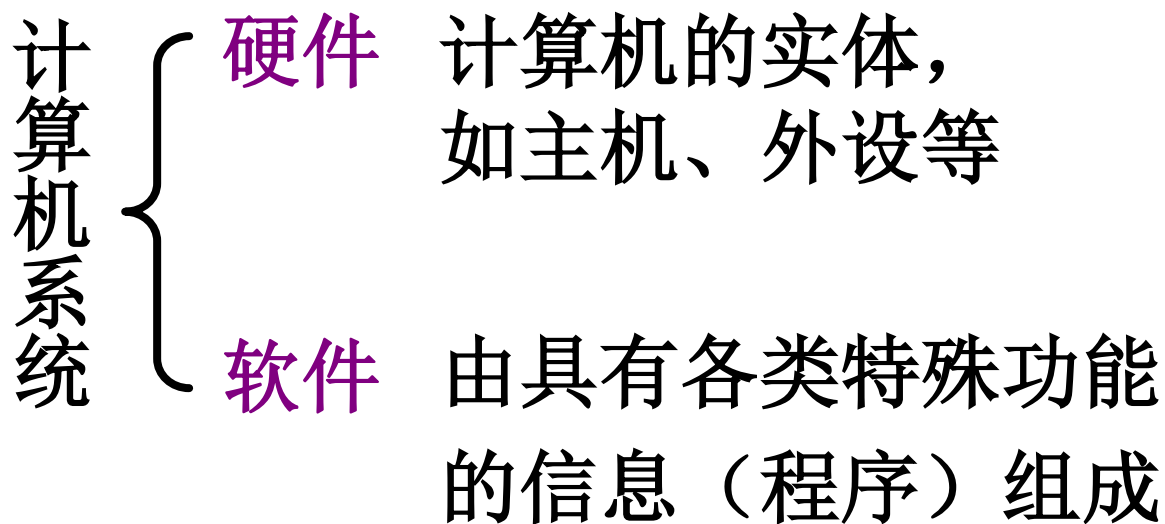 计算机系统
硬件 计算机的实体，
如主机、外设等
软件 由具有各类特殊功能
的信息（程序）组成